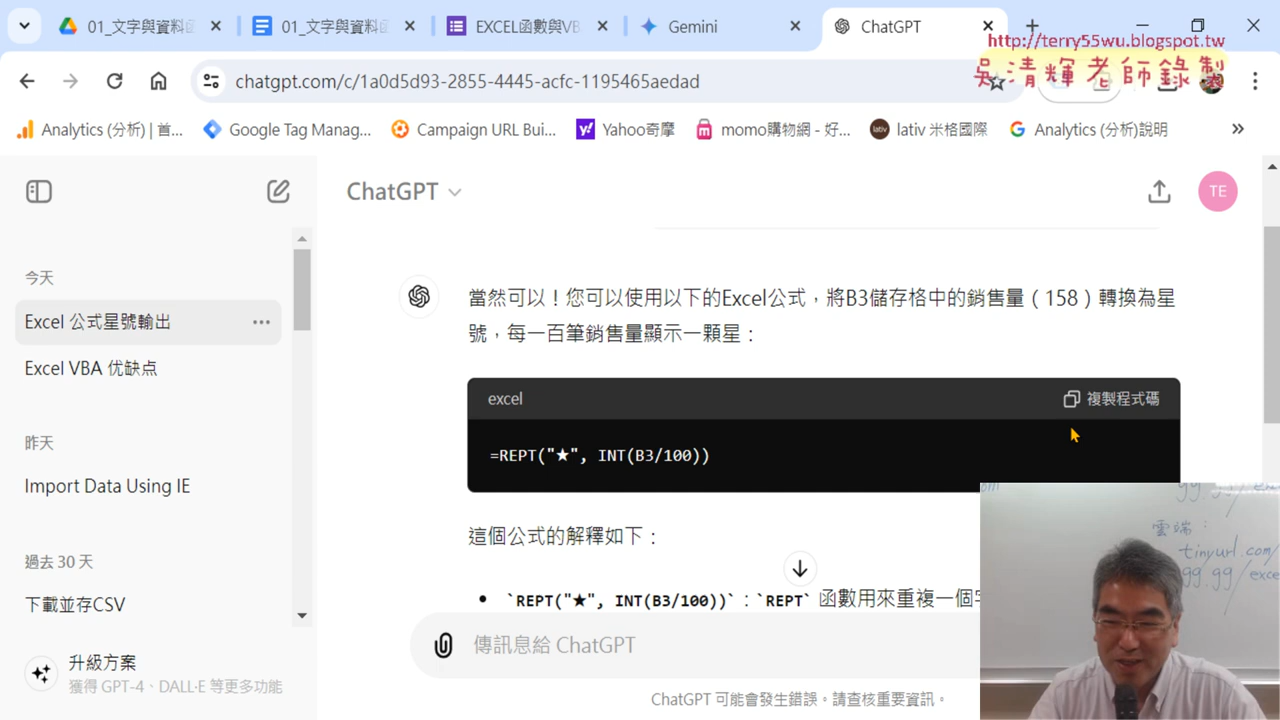 01_文字與資料函
01_文字與資料函
EXCEL函數與VB
Gemini
ChatGPT
http://terry55wu.blogspot.tw
吳清輝老師錄製
chatgpt.com/c/1a0d5d93-2855-4445-acfc-1195465aedad
Analytics (分析) | 首...
Google Tag Manag...
Campaign URL Bui...
Yahoo奇摩
momo購物網 - 好...
lativ 米格國際
Analytics (分析)說明
ChatGPT
TE
今天
Excel 公式星號輸出
Excel VBA 优缺点
昨天
Import Data Using IE
過去 30 天
下載並存CSV
升級方案
獲得 GPT-4、DALL·E 等更多功能
當然可以！您可以使用以下的Excel公式，將B3儲存格中的銷售量（158）轉換為星
號，每一百筆銷售量顯示一顆星：
excel
複製程式碼
=REPT("★", INT(B3/100))
這個公式的解釋如下：
• `REPT("★", INT(B3/100))`：`REPT` 函數用來重複一個
傳訊息給 ChatGPT
ChatGPT 可能會發生錯誤。請查核重要資訊。
om
gg.gg/exc
雲端：
tinyurl.com/
gg.gg/exce